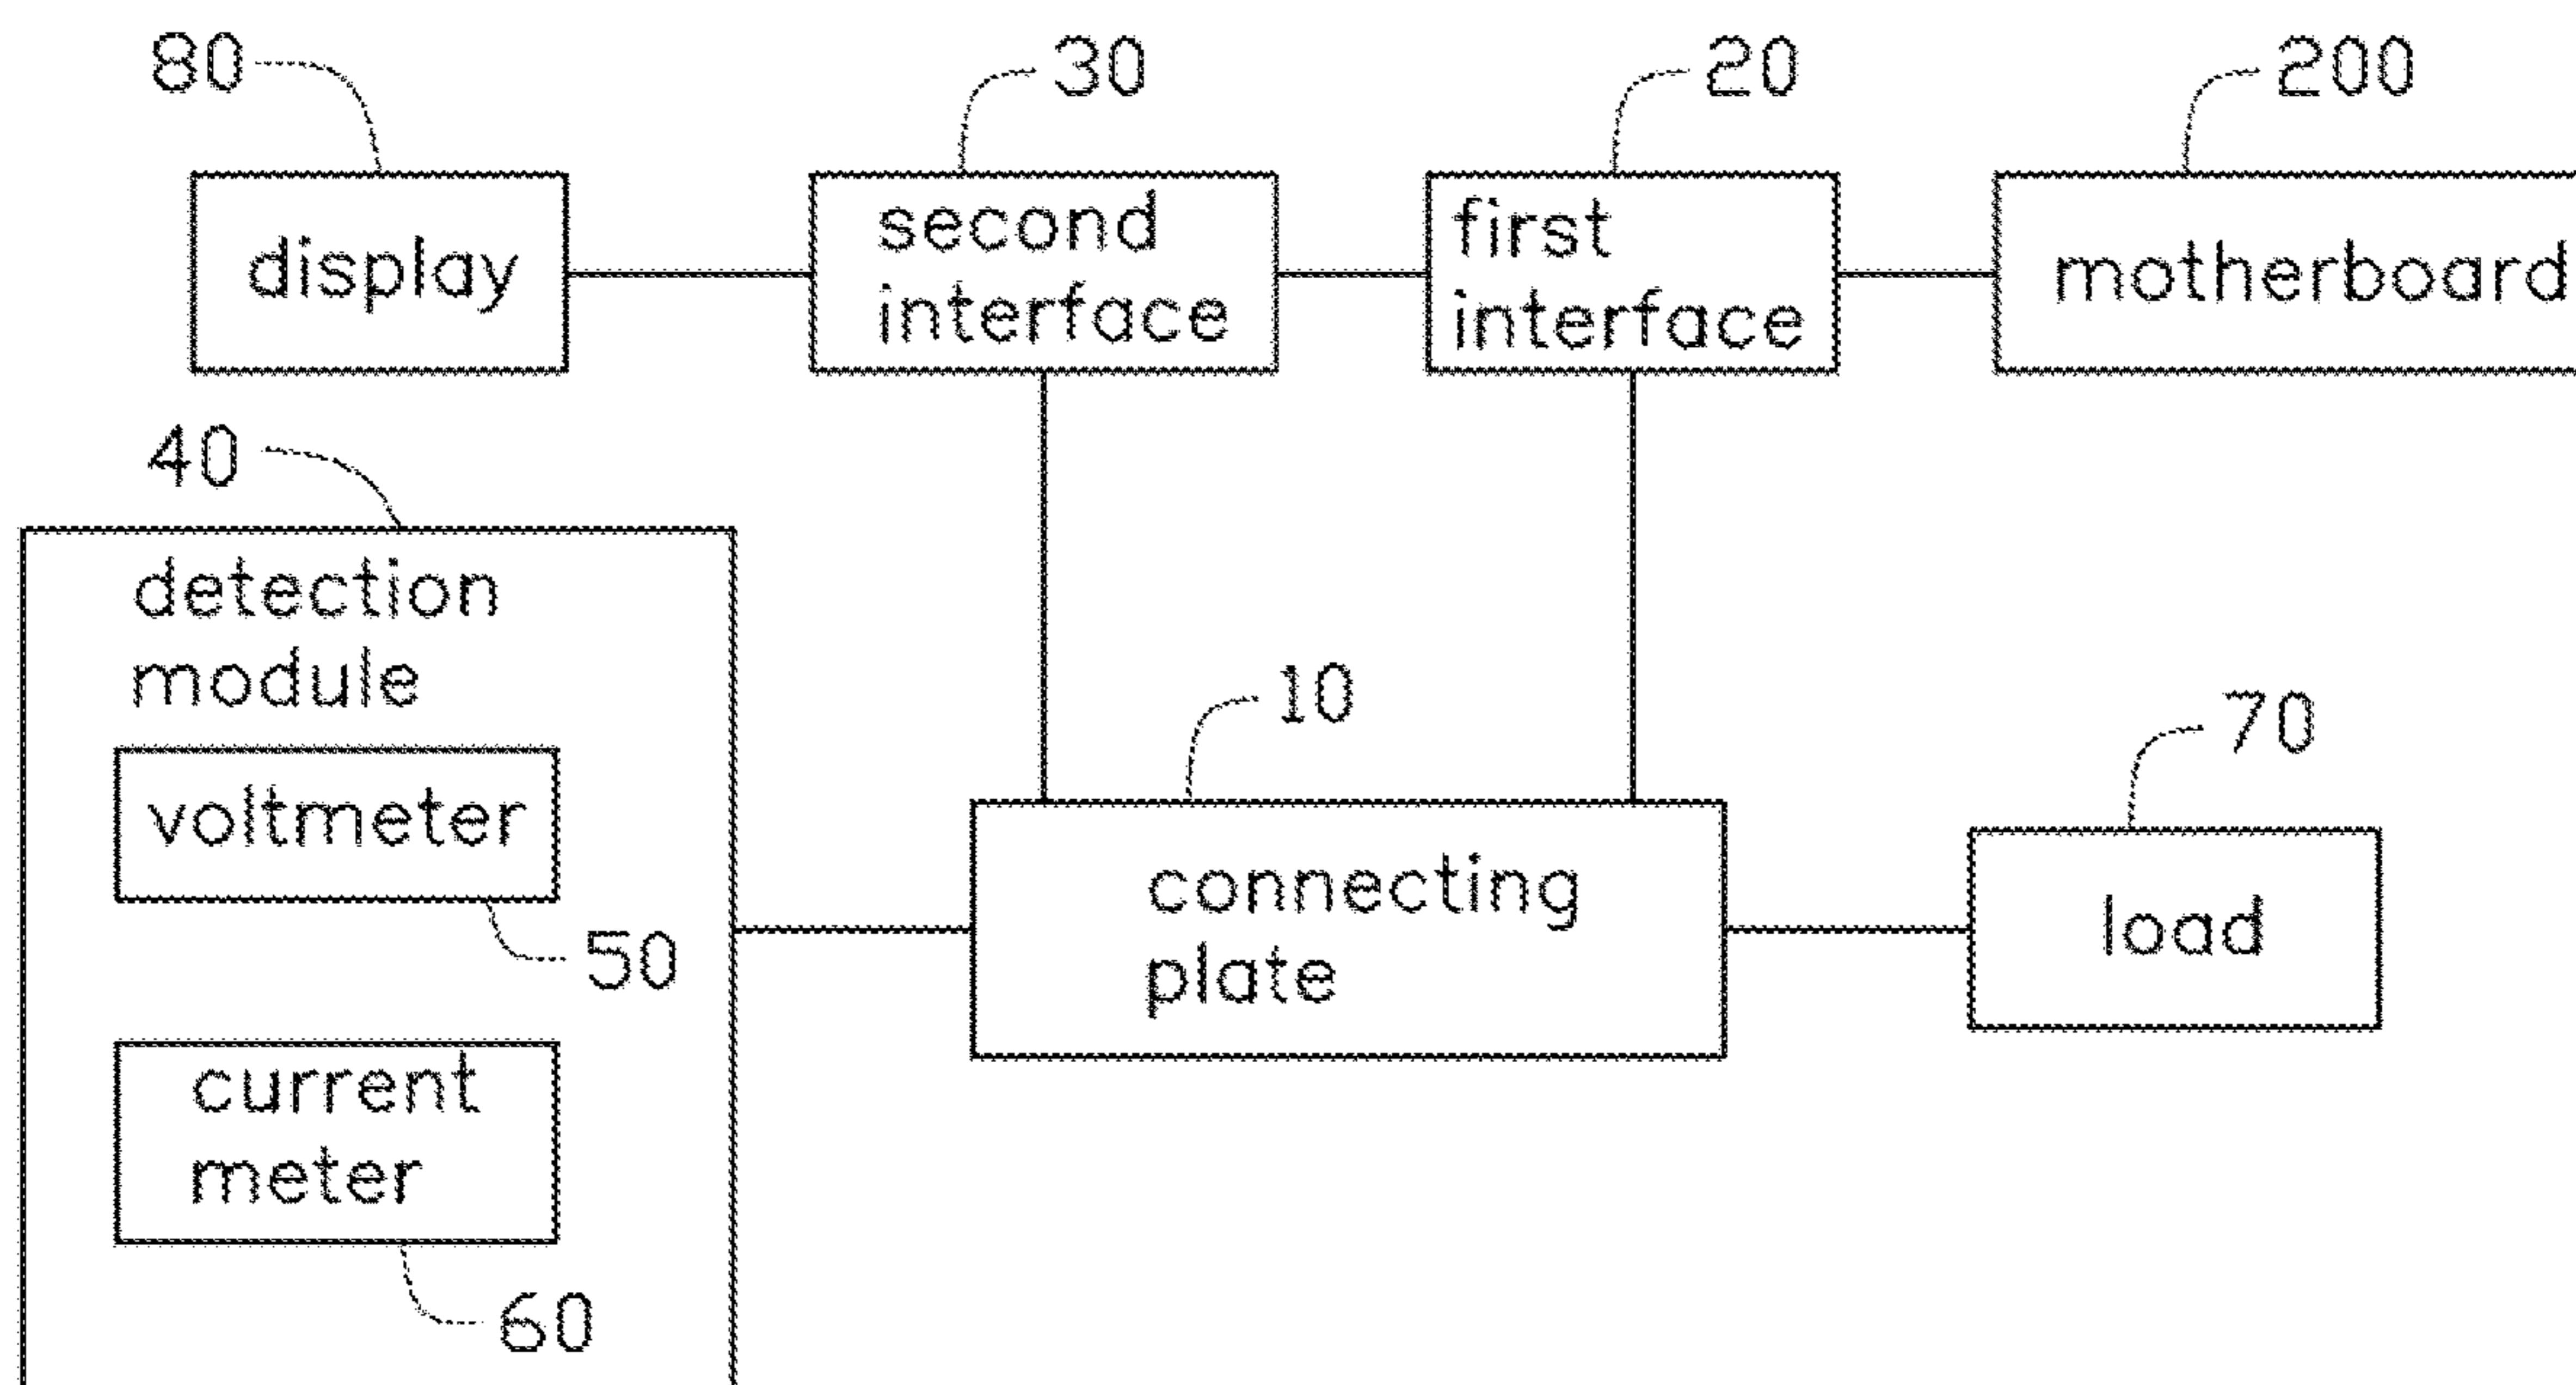 80
30
20
200
display
second
interface
first
interface
motherboard
40
detection
module
voltmeter
50
current
meter
60
10
connecting
plate
70
load